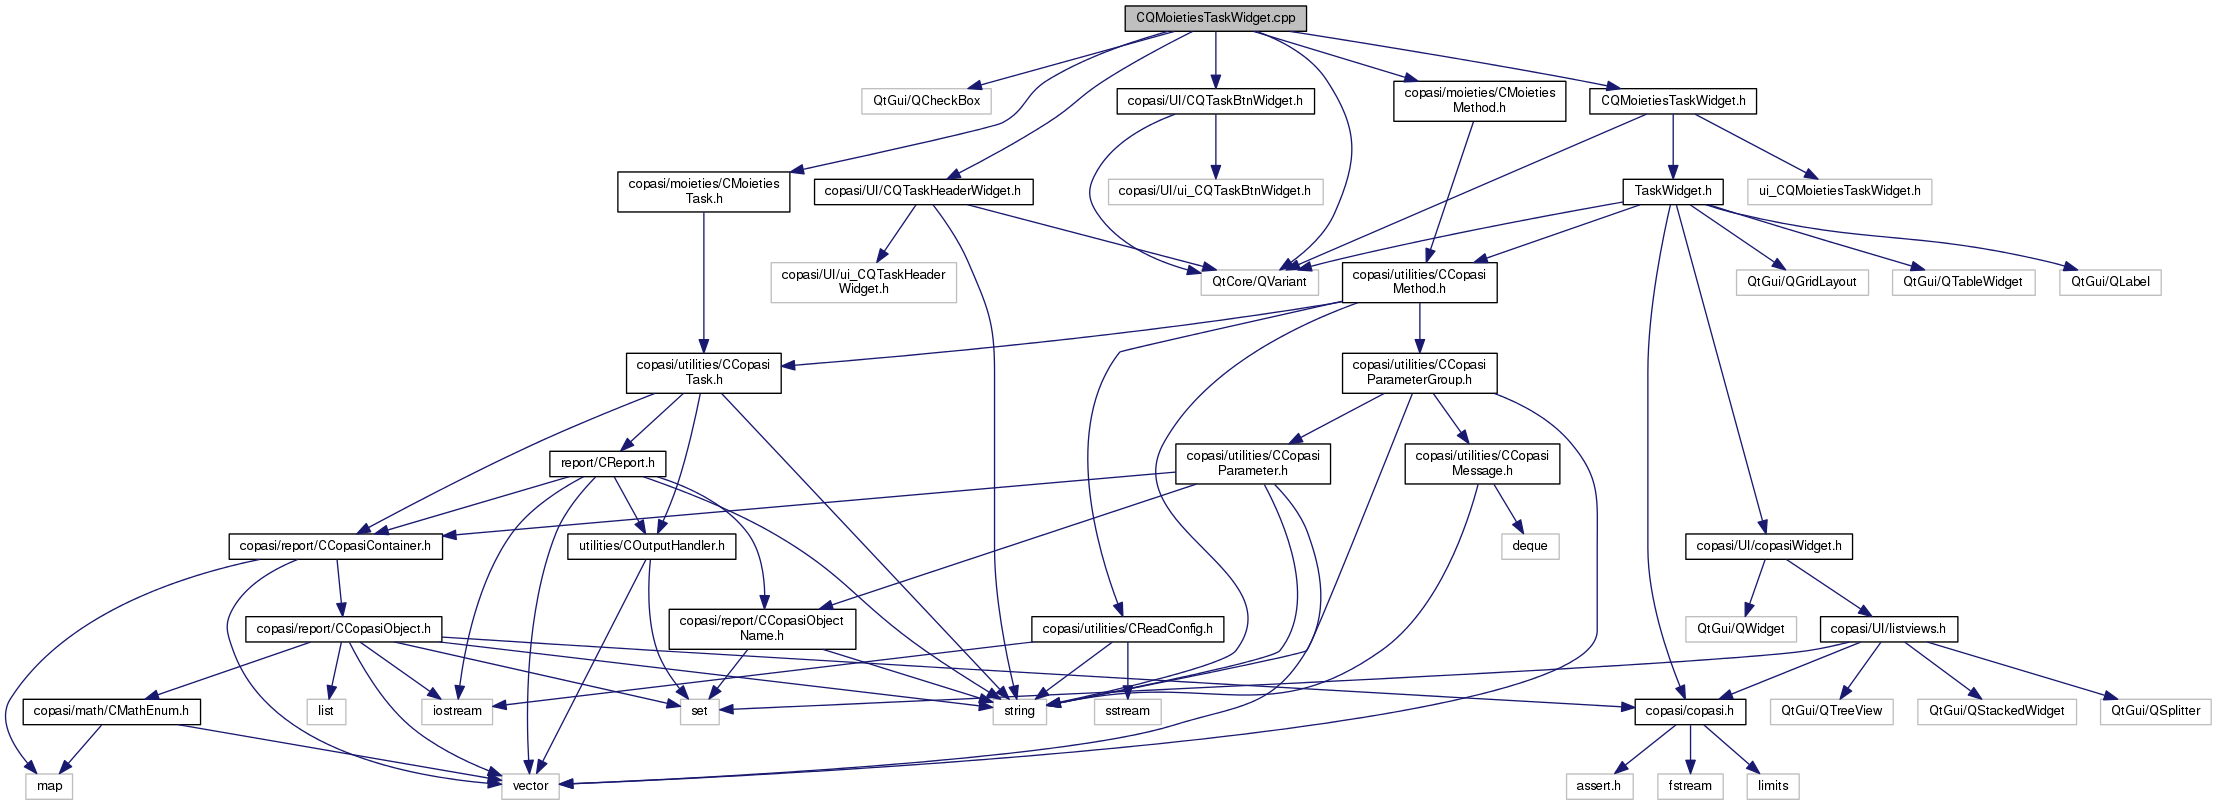 CQMoietiesTaskWidget.cpp
QtGui/QCheckBox
copasi/UI/CQTaskBtnWidget.h
copasi/moieties/CMoieties
Method.h
CQMoietiesTaskWidget.h
copasi/moieties/CMoieties
Task.h
copasi/UI/CQTaskHeaderWidget.h
copasi/UI/ui_CQTaskBtnWidget.h
TaskWidget.h
ui_CQMoietiesTaskWidget.h
copasi/UI/ui_CQTaskHeader
Widget.h
QtCore/QVariant
copasi/utilities/CCopasi
Method.h
QtGui/QGridLayout
QtGui/QTableWidget
QtGui/QLabel
copasi/utilities/CCopasi
Task.h
copasi/utilities/CCopasi
ParameterGroup.h
report/CReport.h
copasi/utilities/CCopasi
Parameter.h
copasi/utilities/CCopasi
Message.h
copasi/report/CCopasiContainer.h
utilities/COutputHandler.h
deque
copasi/UI/copasiWidget.h
copasi/report/CCopasiObject.h
copasi/report/CCopasiObject
Name.h
copasi/utilities/CReadConfig.h
QtGui/QWidget
copasi/UI/listviews.h
copasi/math/CMathEnum.h
list
iostream
set
string
sstream
copasi/copasi.h
QtGui/QTreeView
QtGui/QStackedWidget
QtGui/QSplitter
map
vector
assert.h
fstream
limits